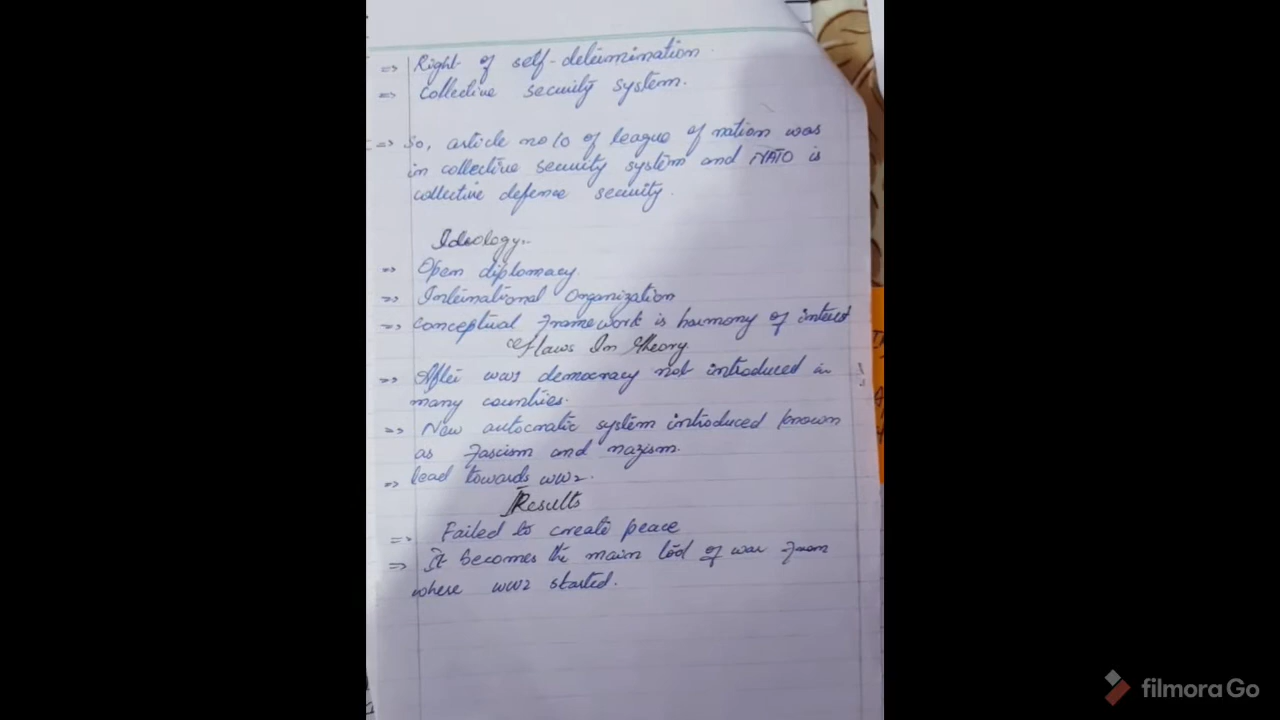 => Right of self-determination
=> Collective security system.
=> So, article no 10 of league of nation was
in collective security system and NATO is
collective defence security.
Ideology:-
=> Open diplomacy
=> International Organization
=> Conceptual Framework is harmony of interest
Flaws In Theory
=> After ww1 democracy not introduced in
many countries.
=> New autocratic system introduced known
as Fascism and nazism.
=> lead towards ww2.
Results
=> Failed to create peace
=> It becomes the main of war From
where ww2 started.
filmora Go